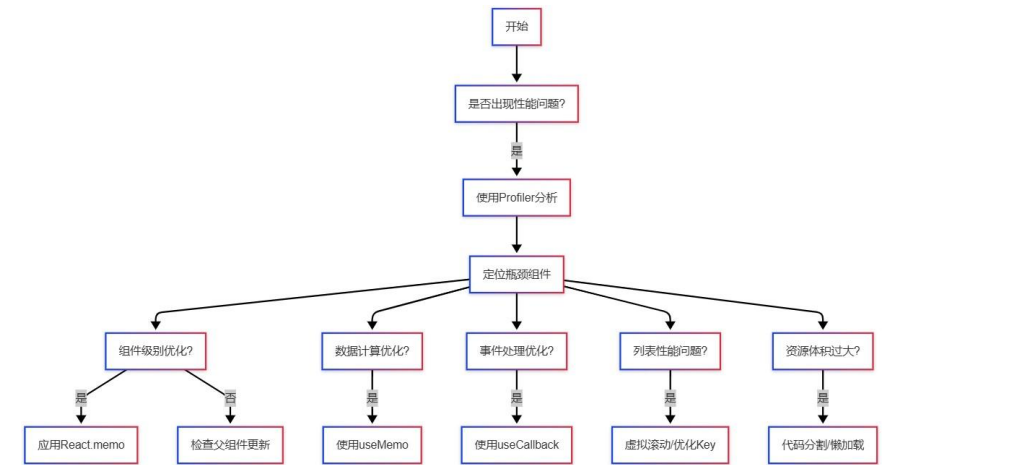 开始
是否出现性能问题?
是
使用Profiler分析
定位瓶颈组件
组件级别优化?
数据计算优化?
事件处理优化?
列表性能问题?
资源体积过大?
是
否
是
是
是
是
应用React.memo
检查父组件更新
使用useMemo
使用useCallback
虚拟滚动/优化Key
代码分割/懒加载